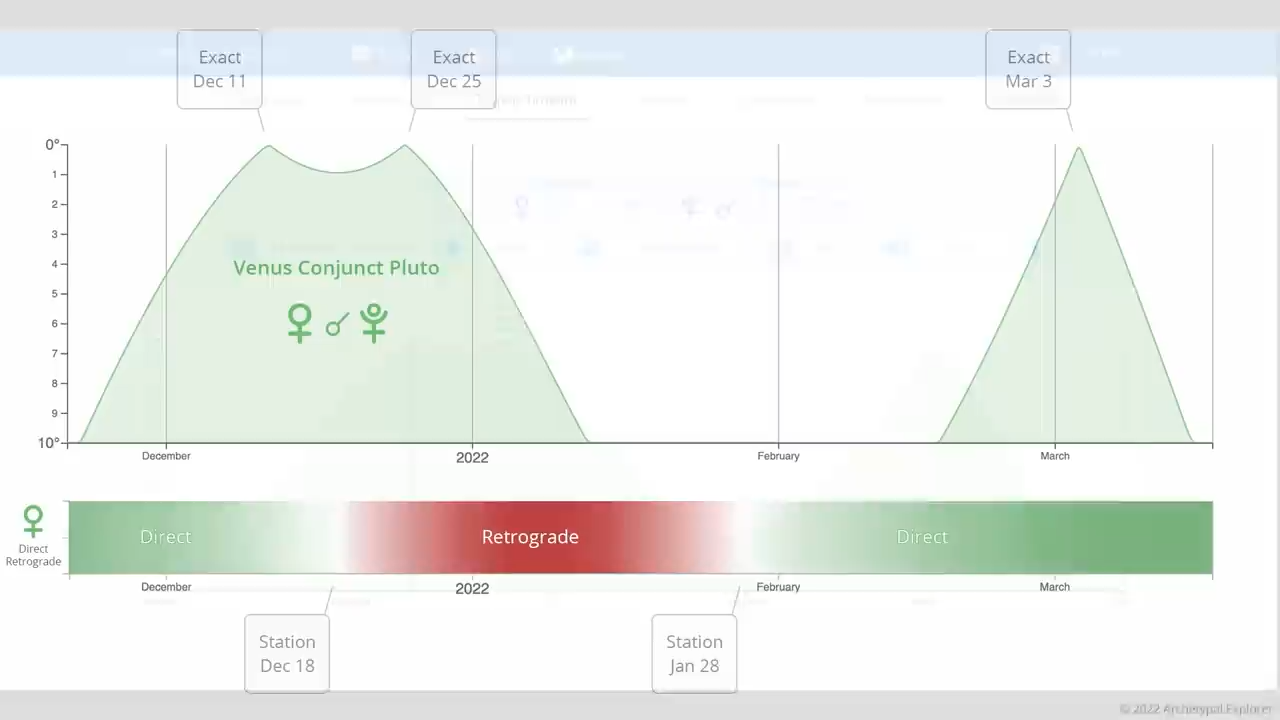 Exact
Dec 11
Exact
Dec 25
Exact
Mar 3
0°
1
2
3
4
5
6
7
8
9
10°
Venus Conjunct Pluto
December
2022
February
March
Direct
Retrograde
Direct
Retrograde
Direct
December
2022
February
March
Station
Dec 18
Station
Jan 28
© 2022 Archetypal.Explorer